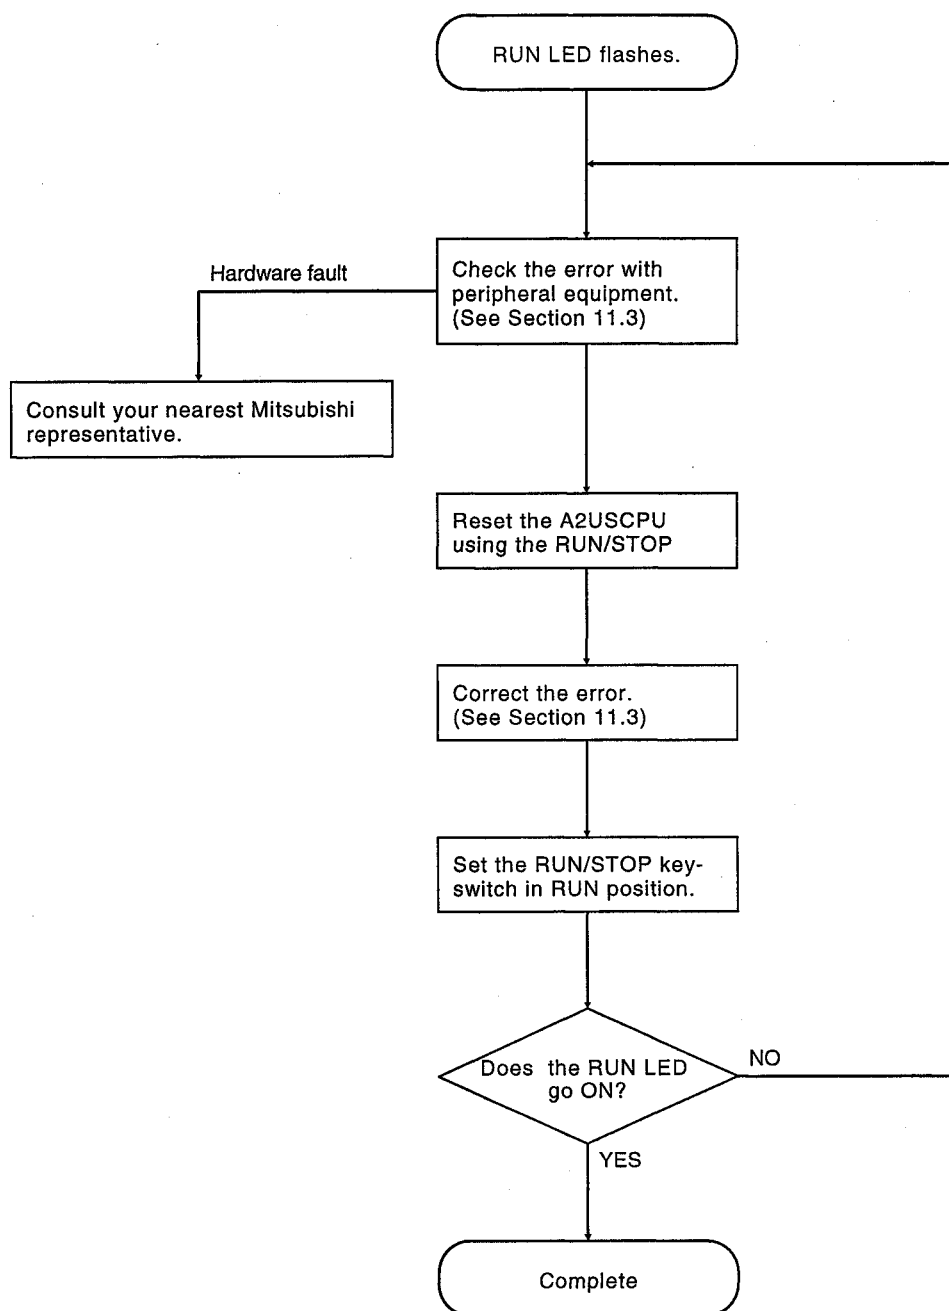 RUN LED flashes.
Hardware fault
Check the error with
peripheral equipment.
(See Section 11.3)
Consult your nearest Mitsubishi
representative.
Reset the A2USCPU
using the RUN/STOP
Correct the error.
(See Section 11.3)
Set the RUN/STOP key-
switch in RUN position.
Does the RUN LED
go ON?
NO
YES
Complete